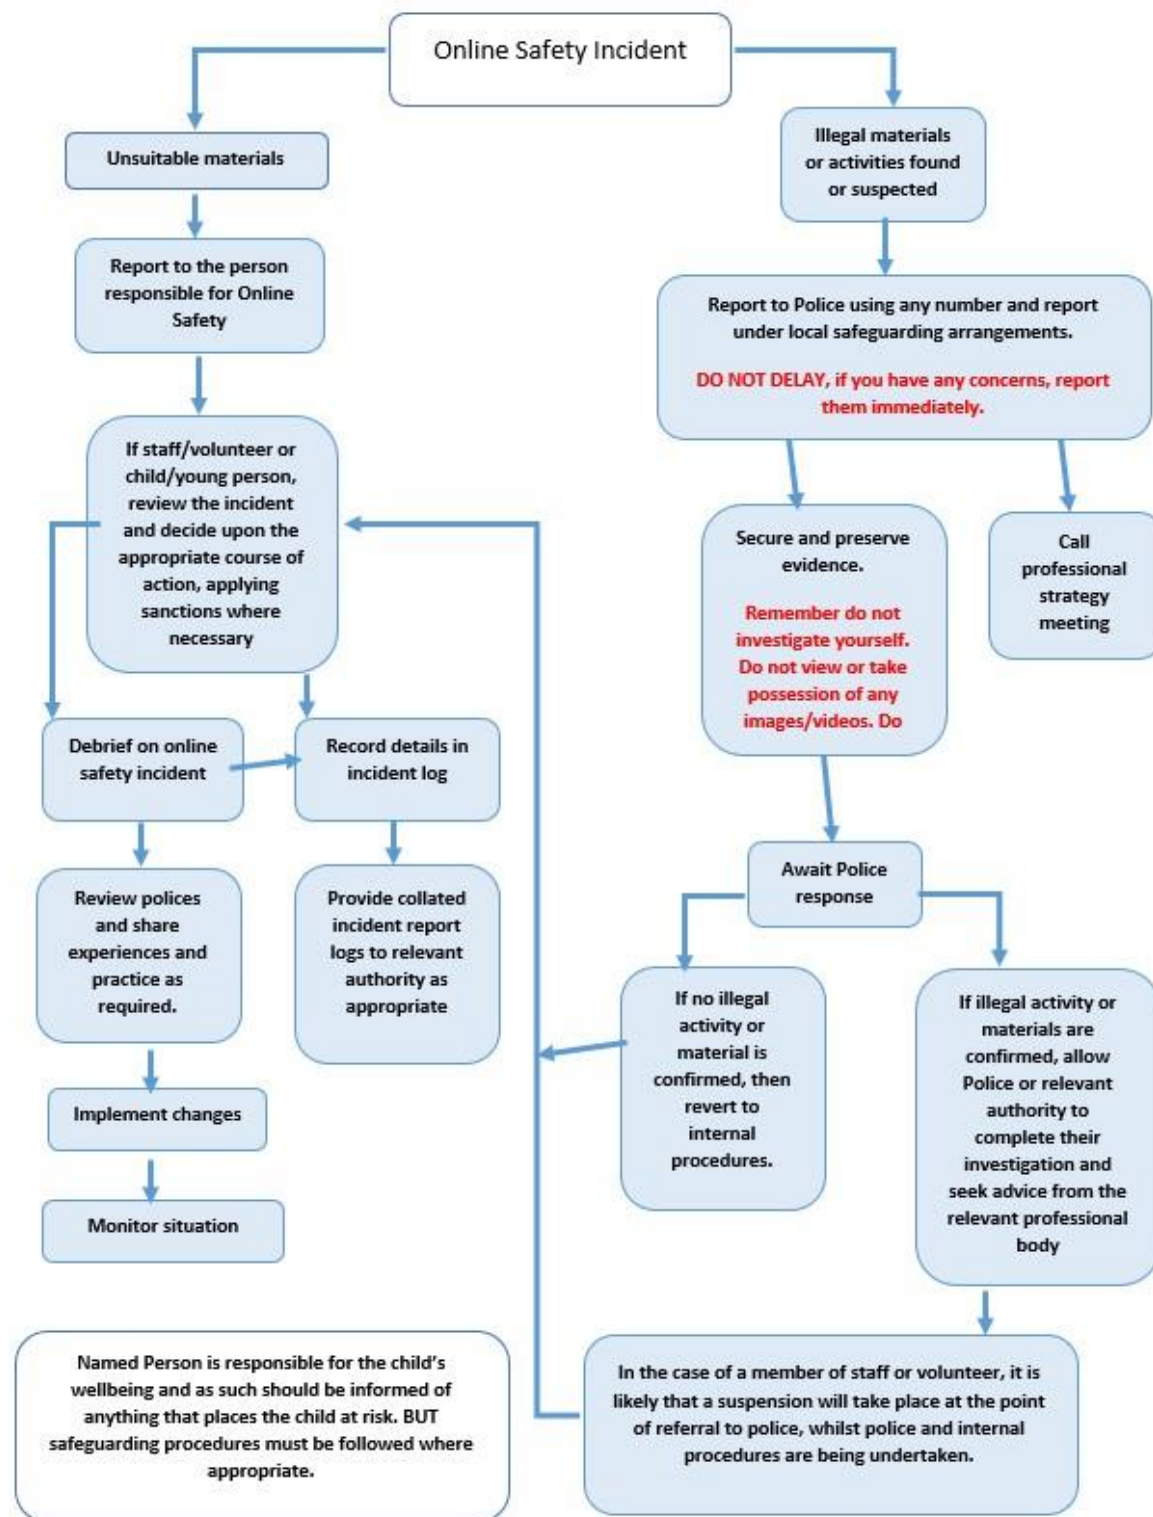 Online Safety Incident
Unsuitable materials
Report to the person
responsible for Online
Safety
If staff/volunteer or
child/young person,
review the incident
and decide upon the
appropriate course of
action, applying
sanctions where
necessary
Debrief on online
safety incident
Record details in
incident log
Review polices
and share
experiences and
practice as
required.
Provide collated
incident report
logs to relevant
authority as
appropriate
Implement changes
Monitor situation
Illegal materials
or activities found
or suspected
Report to Police using any number and report
under local safeguarding arrangements.
DO NOT DELAY, if you have any concerns, report
them immediately.
Secure and preserve
evidence.
Remember do not
investigate yourself.
Do not view or take
possession of any
images/videos. Do
Call
professional
strategy
meeting
Await Police
response
If no illegal
activity or
material is
confirmed, then
revert to
internal
procedures.
If illegal activity or
materials are
confirmed, allow
Police or relevant
authority to
complete their
investigation and
seek advice from the
relevant professional
body
In the case of a member of staff or volunteer, it is
likely that a suspension will take place at the point
of referral to police, whilst police and internal
procedures are being undertaken.
Named Person is responsible for the child’s
wellbeing and as such should be informed of
anything that places the child at risk. BUT
safeguarding procedures must be followed where
appropriate.